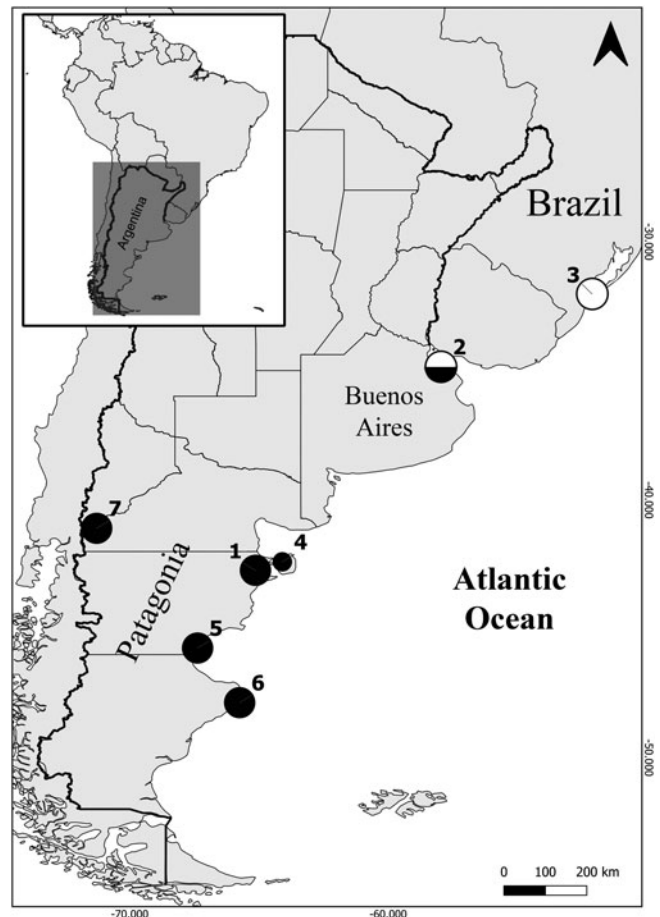 Argentina
Brazil
-30.000
3
2
Buenos
Aires
-40.000
7
1
4
Patagonia
Atlantic
Ocean
5
6
-50.000
0 100 200 km
-70.000
-60.000